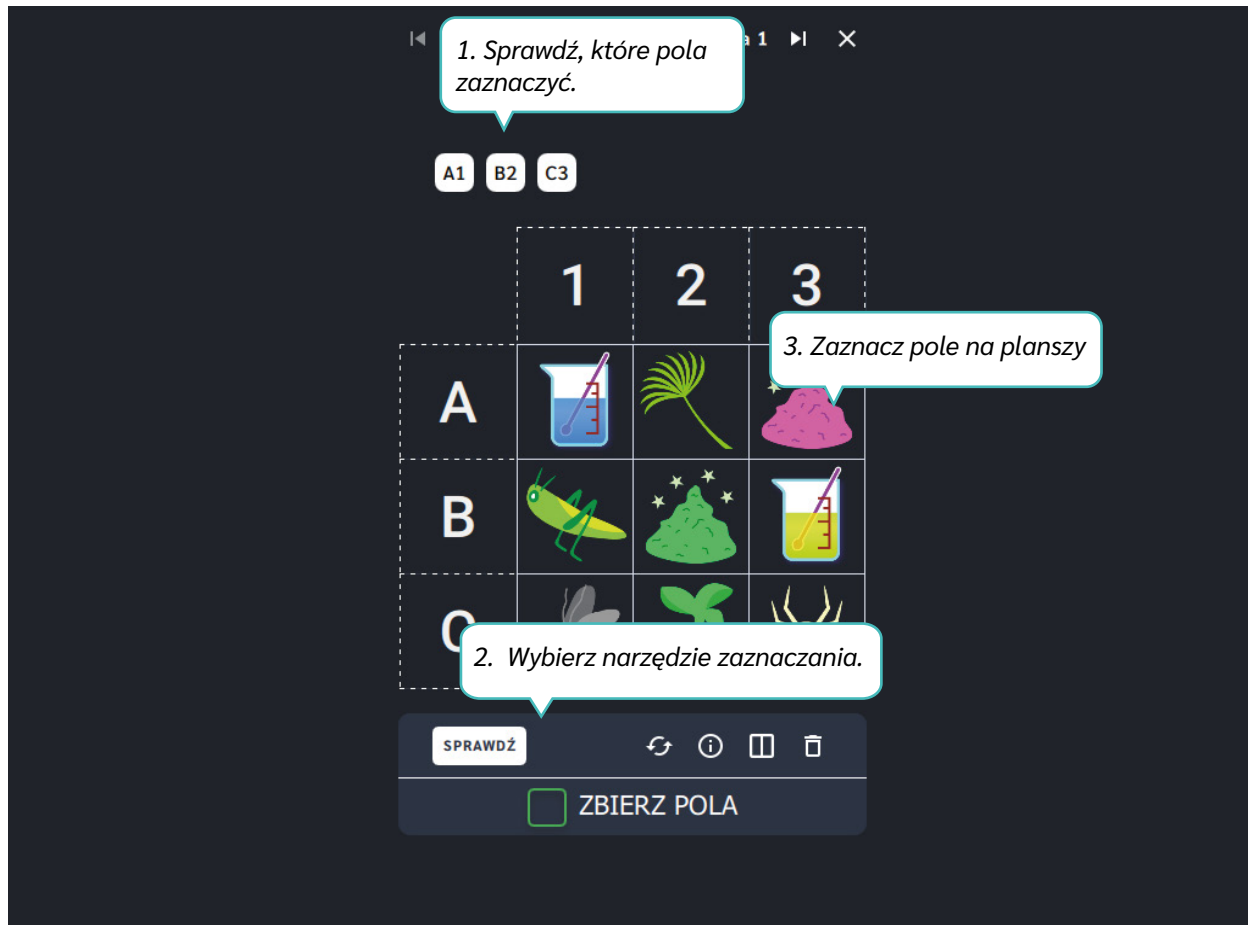 1. Sprawdź, które pola
zaznaczyć.
1
A1 B2 C3
1 2 3
3. Zaznacz pole na planszy
A
B
C
2. Wybierz narzędzie zaznaczania.
SPRAWDŹ
ZBIERZ POLA